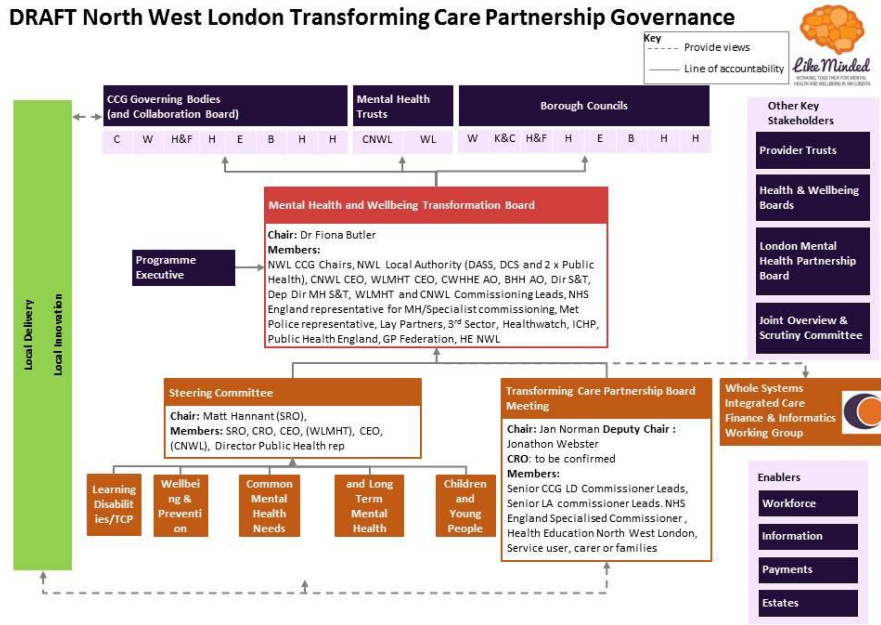 DRAFT North West London Transforming Care Partnership Governance
Key
Provide views
Line of accountability
Like Minded
WORKING TOGETHER FOR MENTAL
HEALTH AND WELLBEING IN NW LONDON
Local Delivery
Local Innovation
CCG Governing Bodies
(and Collaboration Board)
C W H&F H E B H H
Mental Health
Trusts
CNWL WL
Borough Councils
W K&C H&F H E B H H
Other Key
Stakeholders
Provider Trusts
Health & Wellbeing
Boards
London Mental
Health Partnership
Board
Joint Overview &
Scrutiny Committee
Programme
Executive
Mental Health and Wellbeing Transformation Board
Chair: Dr Fiona Butler
Members:
NWL CCG Chairs, NWL Local Authority (DASS, DCS and 2 x Public
Health), CNWL CEO, WLMHT CEO, CWHHE AO, BHH AO, Dir S&T,
Dep Dir MH S&T, WLMHT and CNWL Commissioning Leads, NHS
England representative for MH/Specialist commissioning, Met
Police representative, Lay Partners, 3rd Sector, Healthwatch, ICHP,
Public Health England, GP Federation, HE NWL
Steering Committee
Chair: Matt Hannant (SRO),
Members: SRO, CRO, CEO, (WLMHT), CEO,
(CNWL), Director Public Health rep
Learning
Disabilit
ies/TCP
Wellbei
ng &
Preventi
on
Common
Mental
Health
Needs
and Long
Term
Mental
Health
Children
and
Young
People
Transforming Care Partnership Board
Meeting
Chair: Jan Norman Deputy Chair :
Jonathon Webster
CRO: to be confirmed
Members:
Senior CCG LD Commissioner Leads,
Senior LA commissioner Leads. NHS
England Specialised Commissioner ,
Health Education North West London,
Service user, carer or families
Whole Systems
Integrated Care
Finance & Informatics
Working Group
Enablers
Workforce
Information
Payments
Estates